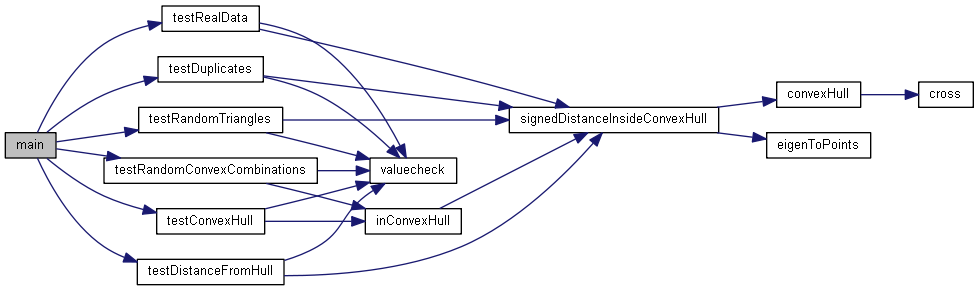 main
testRealData
testDuplicates
testRandomTriangles
testRandomConvexCombinations
testConvexHull
testDistanceFromHull
valuecheck
inConvexHull
signedDistanceInsideConvexHull
convexHull
eigenToPoints
cross